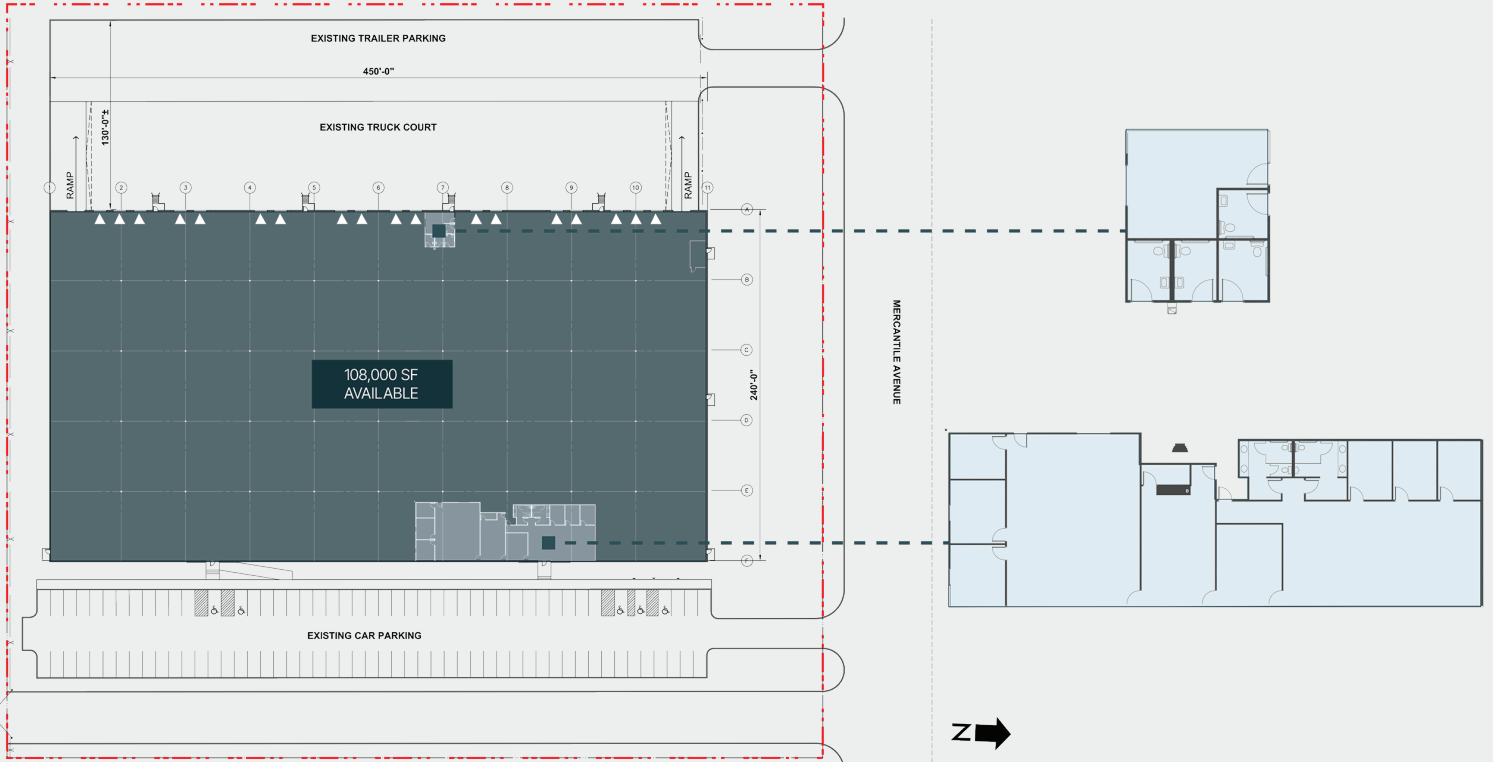 EXISTING TRAILER PARKING
450'-0"
130'-0"±
EXISTING TRUCK COURT
RAMP
RAMP
1
2
3
4
5
6
7
8
9
10
11
A
B
C
D
E
F
108,000 SF
AVAILABLE
240'-0"
MERCANTILE AVENUE
EXISTING CAR PARKING
N